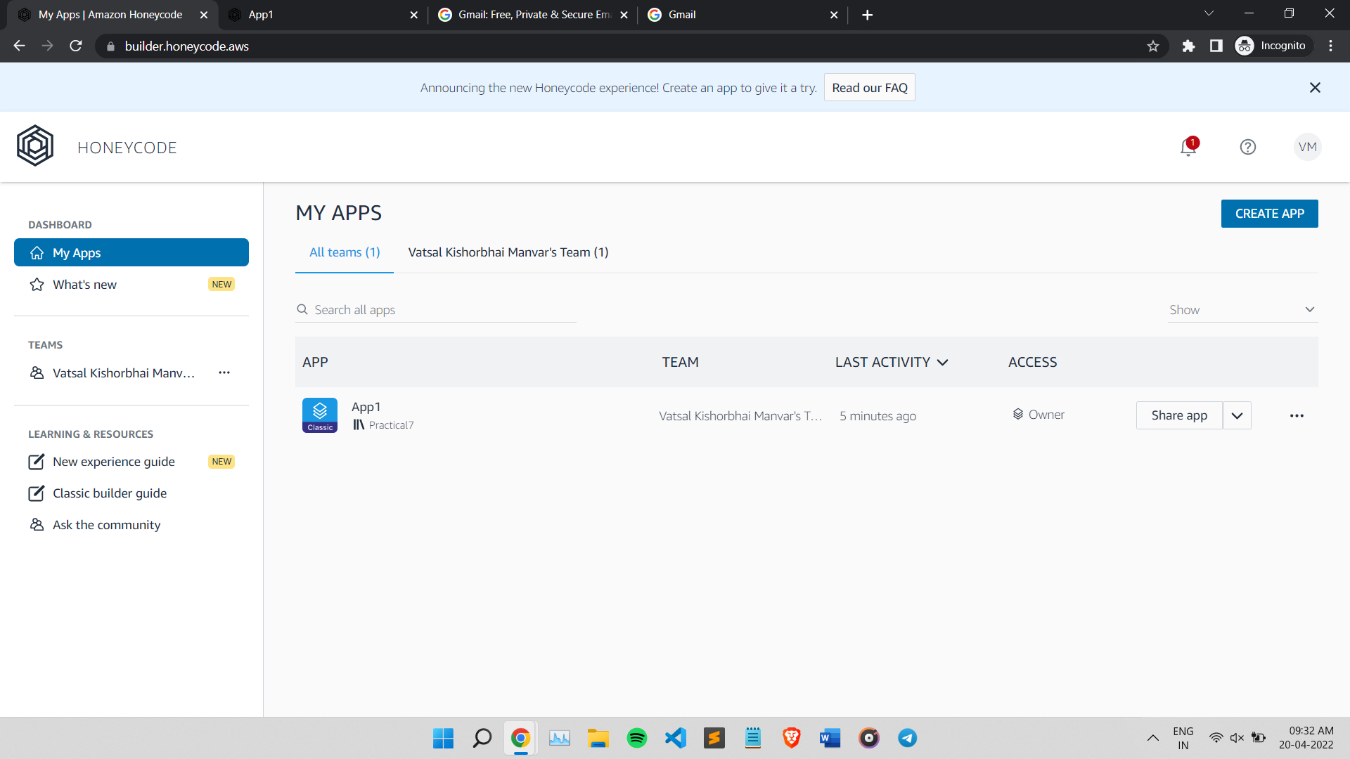 My Apps | Amazon Honeycode
App1
Gmail: Free, Private & Secure Em
Gmail
builder.honeycode.aws
Incognito
Announcing the new Honeycode experience! Create an app to give it a try.
Read our FAQ
HONEYCODE
1
VM
DASHBOARD
My Apps
What's new
NEW
TEAMS
Vatsal Kishorbhai Manv...
LEARNING & RESOURCES
New experience guide
NEW
Classic builder guide
Ask the community
MY APPS
CREATE APP
All teams (1)
Vatsal Kishorbhai Manvar's Team (1)
Search all apps
Show
APP
TEAM
LAST ACTIVITY
ACCESS
Classic
App1
Practical7
Vatsal Kishorbhai Manvar's T...
5 minutes ago
Owner
Share app
ENG
IN
09:32 AM
20-04-2022